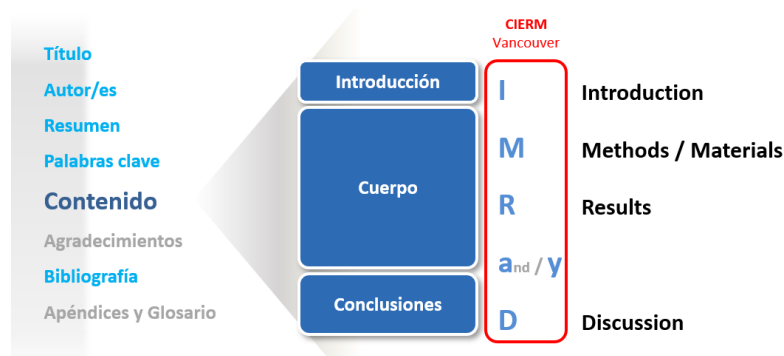 Título
Autor/es
Resumen
Palabras clave
Contenido
Agradecimientos
Bibliografía
Apéndices y Glosario
Introducción
Cuerpo
Conclusiones
CIERM
Vancouver
I
M
R
and / y
D
Introduction
Methods / Materials
Results
Discussion